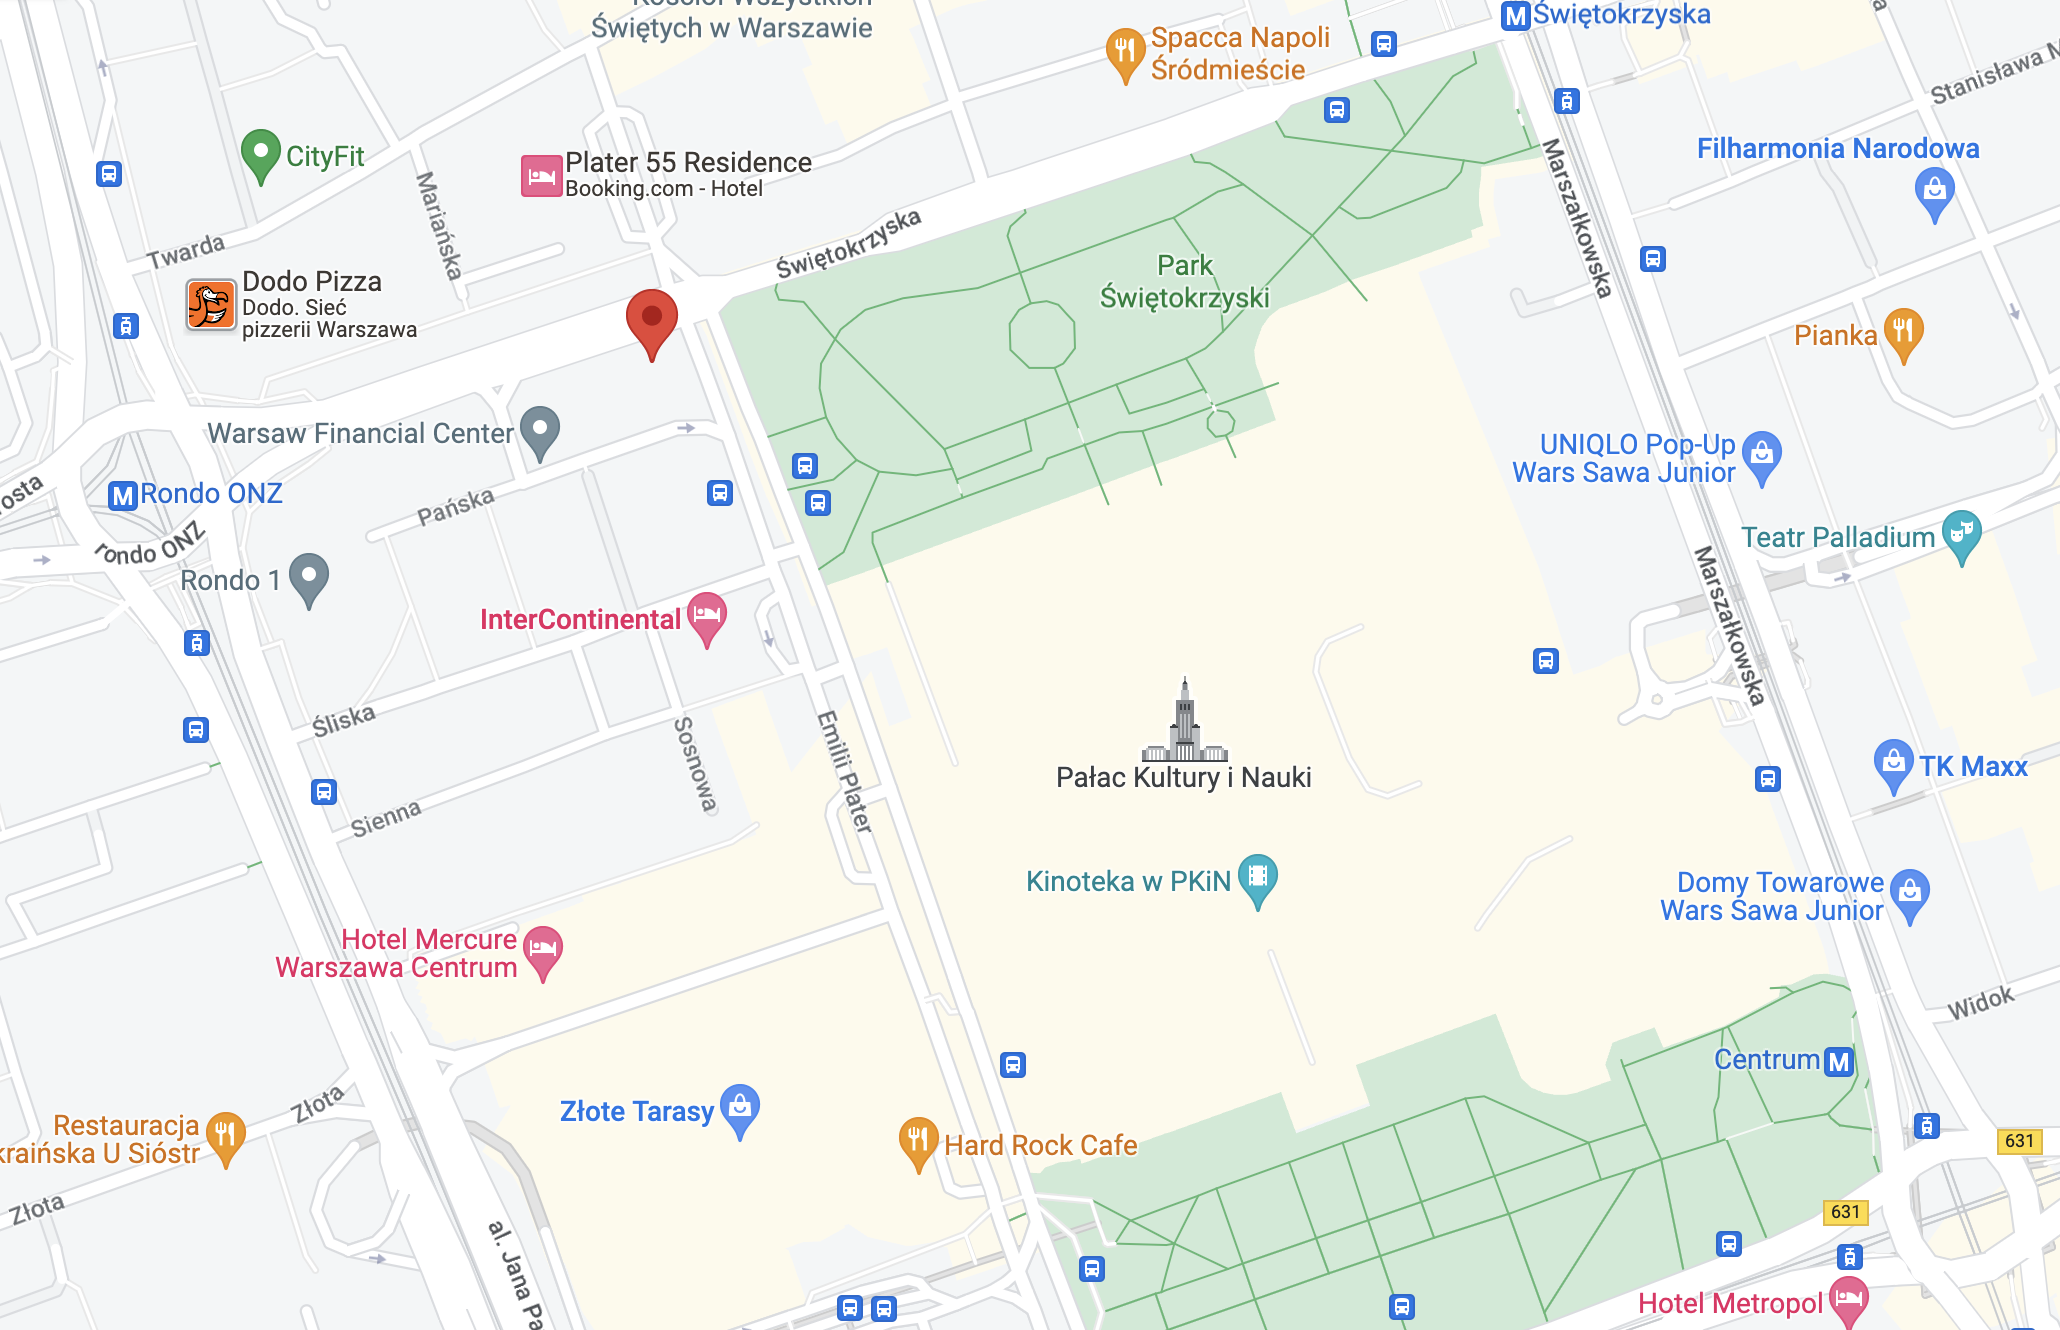 Kościół Wszystkich
Świętych w Warszawie
Spacca Napoli
Śródmieście
M Świętokrzyska
Stanisława
Filharmonia Narodowa
CityFit
Plater 55 Residence
Booking.com - Hotel
Mariańska
Twarda
Świętokrzyska
Marszałkowska
Park
Świętokrzyski
Dodo Pizza
Dodo. Sieć
pizzerii Warszawa
Pianka
Warsaw Financial Center
UNIQLO Pop-Up
Wars Sawa Junior
M Rondo ONZ
osta
Pańska
rondo ONZ
Teatr Palladium
Rondo 1
InterContinental
Marszałkowska
Śliska
Sosnowa
Emilii Plater
Pałac Kultury i Nauki
TK Maxx
Sienna
Kinoteka w PKiN
Domy Towarowe
Wars Sawa Junior
Hotel Mercure
Warszawa Centrum
Widok
Centrum M
Złota
Złote Tarasy
Restauracja
kraińska U Sióstr
Hard Rock Cafe
631
Złota
631
al. Jana Pa
Hotel Metropol